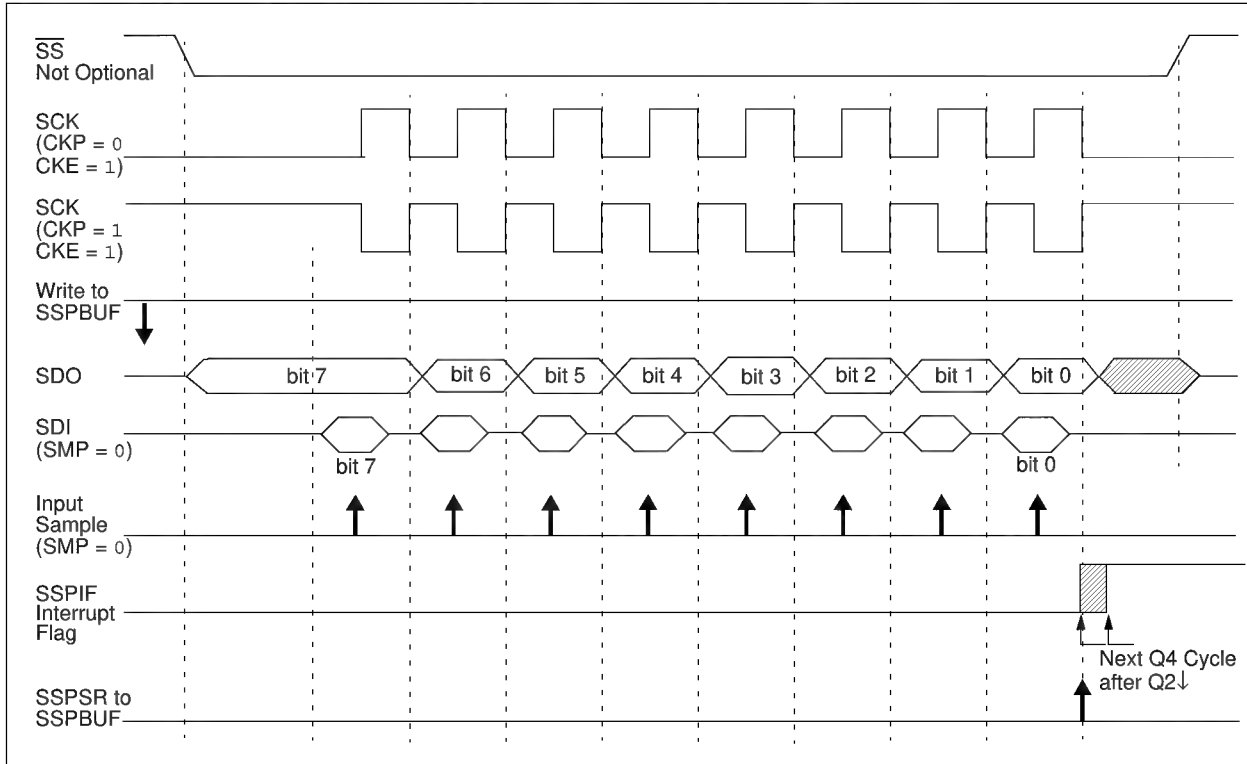 SS
Not Optional
SCK
(CKP = 0
CKE = 1)
SCK
(CKP = 1
CKE = 1)
Write to
SSPBUF
SDO
bit 7 bit 6 bit 5 bit 4 bit 3 bit 2 bit 1 bit 0
SDI
(SMP = 0)
bit 7 bit 0
Input
Sample
(SMP = 0)
SSPIF
Interrupt
Flag
Next Q4 Cycle
after Q2↓
SSPSR to
SSPBUF